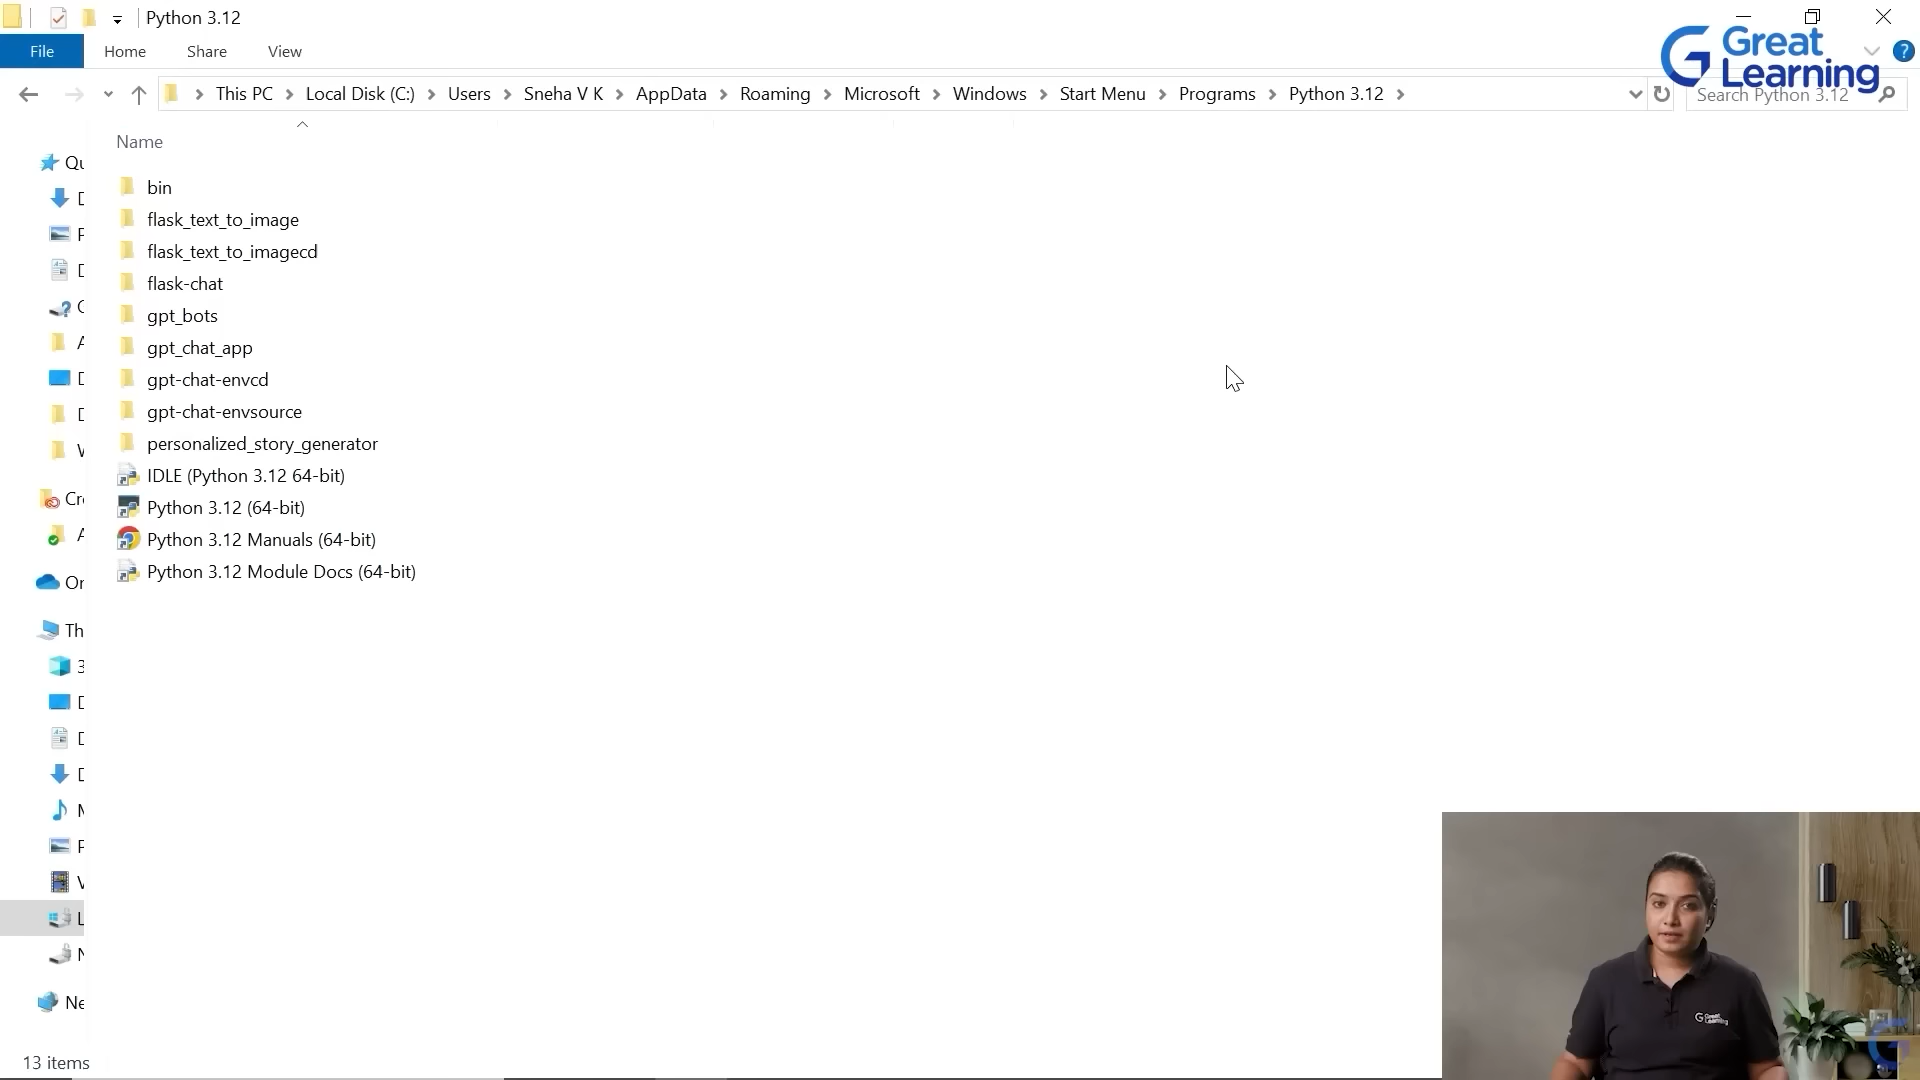 Python 3.12
File Home Share View
Great Learning
This PC Local Disk (C:) Users Sneha V K AppData Roaming Microsoft Windows Start Menu Programs Python 3.12
Search Python 3.12
Name
bin
flask_text_to_image
flask_text_to_imagecd
flask-chat
gpt_bots
gpt_chat_app
gpt-chat-envcd
gpt-chat-envsource
personalized_story_generator
IDLE (Python 3.12 64-bit)
Python 3.12 (64-bit)
Python 3.12 Manuals (64-bit)
Python 3.12 Module Docs (64-bit)
Great Learning
13 items